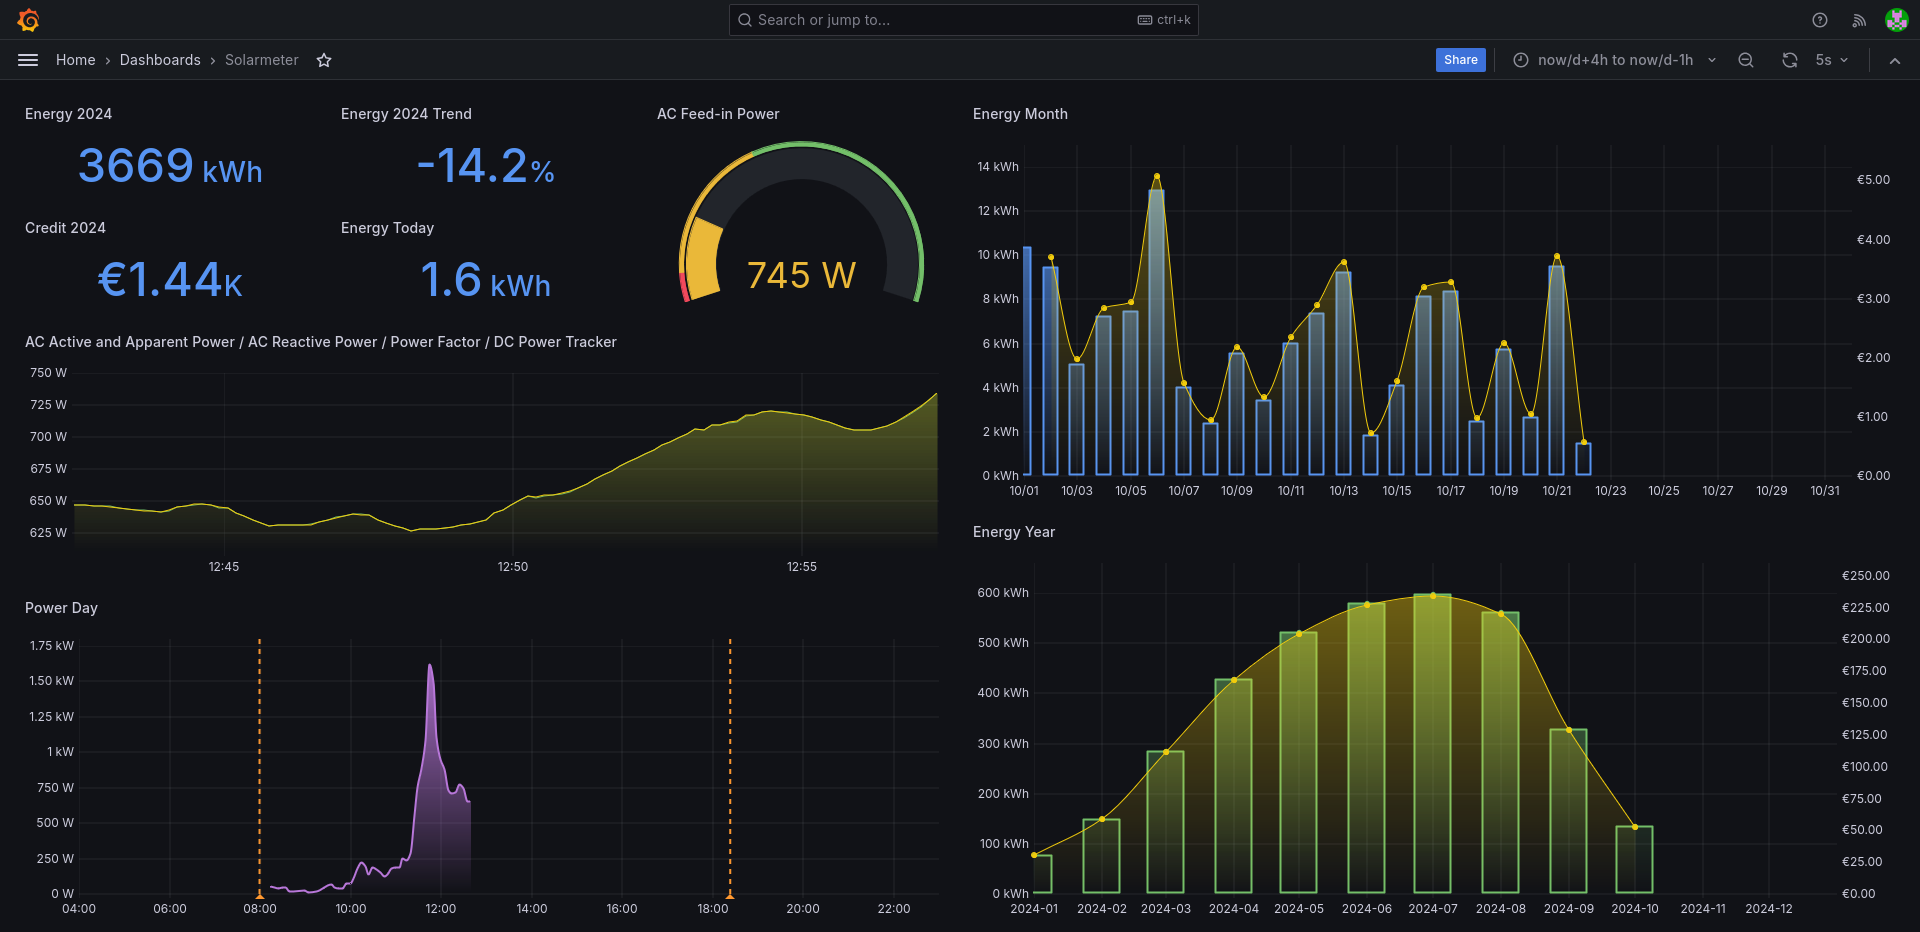 Search or jump to...
ctrl+k
Home › Dashboards › Solarmeter
Share
now/d+4h to now/d-1h
5s
Energy 2024
3669 kWh
Energy 2024 Trend
-14.2%
Credit 2024
€1.44K
Energy Today
1.6 kWh
AC Feed-in Power
745 W
AC Active and Apparent Power / AC Reactive Power / Power Factor / DC Power Tracker
750 W
725 W
700 W
675 W
650 W
625 W
12:45 12:50 12:55
Power Day
1.75 kW
1.50 kW
1.25 kW
1 kW
750 W
500 W
250 W
0 W
04:00 06:00 08:00 10:00 12:00 14:00 16:00 18:00 20:00 22:00
Energy Month
14 kWh
12 kWh
10 kWh
8 kWh
6 kWh
4 kWh
2 kWh
0 kWh
€5.00
€4.00
€3.00
€2.00
€1.00
€0.00
10/01 10/03 10/05 10/07 10/09 10/11 10/13 10/15 10/17 10/19 10/21 10/23 10/25 10/27 10/29 10/31
Energy Year
600 kWh
500 kWh
400 kWh
300 kWh
200 kWh
100 kWh
0 kWh
€250.00
€225.00
€200.00
€175.00
€150.00
€125.00
€100.00
€75.00
€50.00
€25.00
€0.00
2024-01 2024-02 2024-03 2024-04 2024-05 2024-06 2024-07 2024-08 2024-09 2024-10 2024-11 2024-12